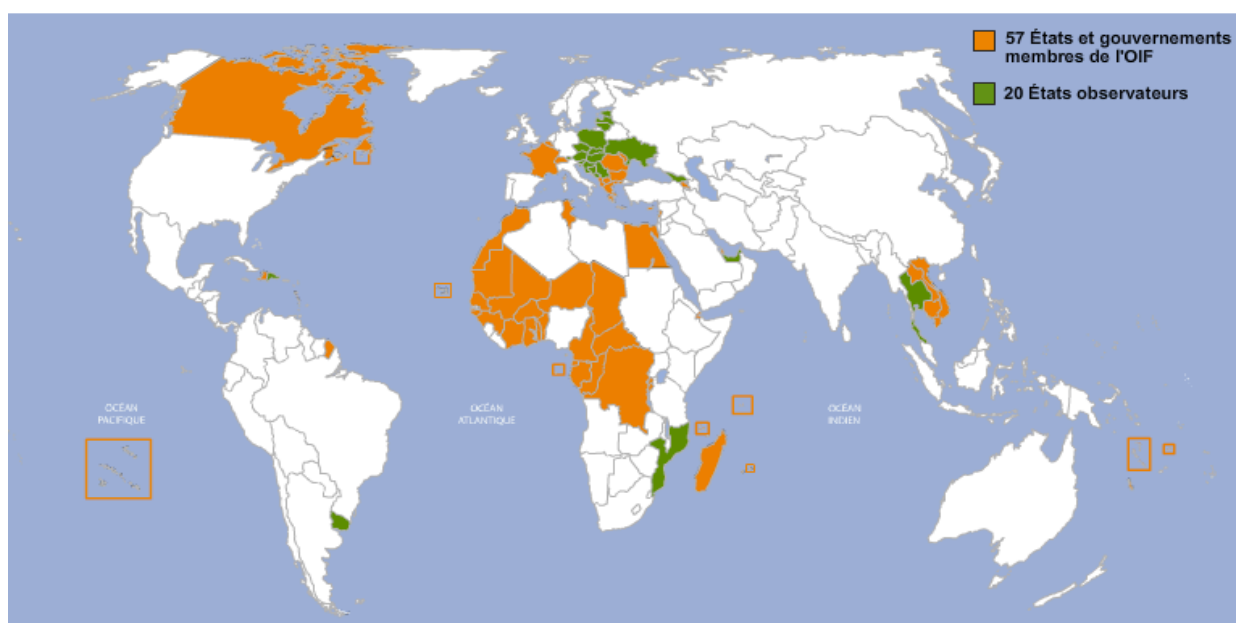 57 États et gouvernements
membres de l'OIF
20 États observateurs
OCÉAN
PACIFIQUE
OCÉAN
ATLANTIQUE
OCÉAN
INDIEN